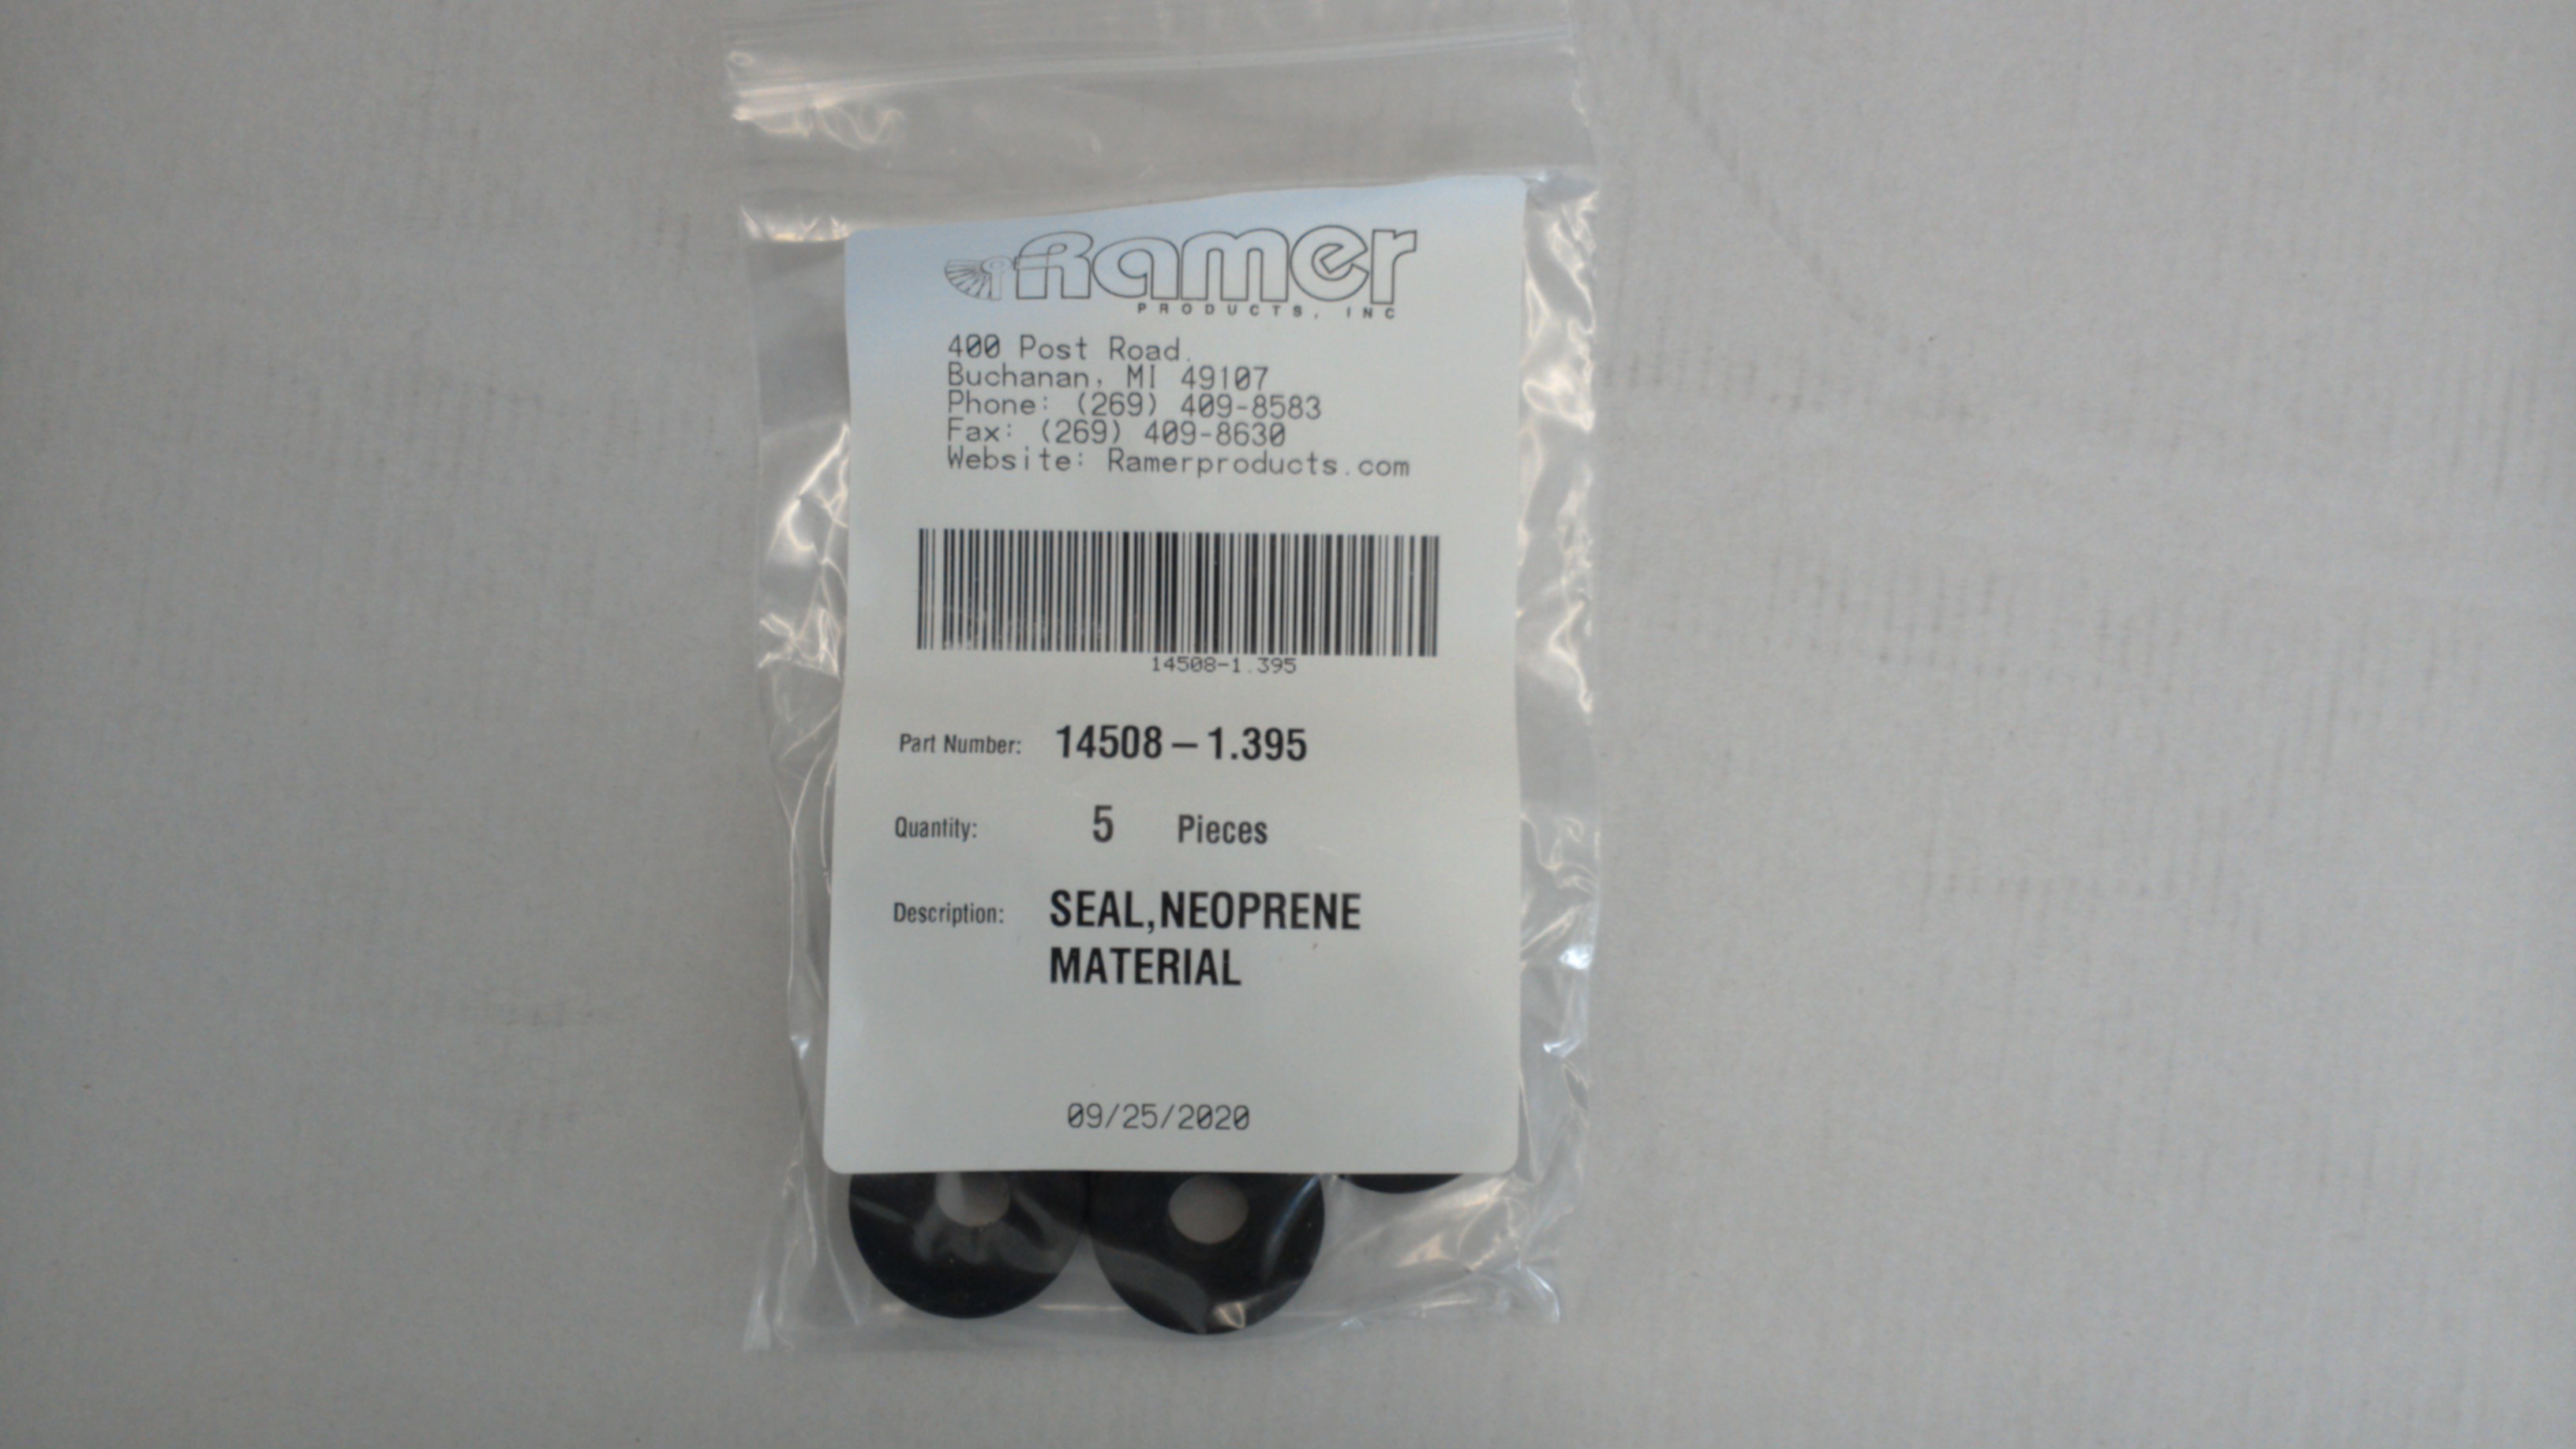 Ramer
PRODUCTS, INC
400 Post Road.
Buchanan, MI 49107
Phone: (269) 409-8583
Fax: (269) 409-8630
Website: Ramerproducts.com
14508-1.395
Part Number: 14508-1.395
Quantity: 5 Pieces
Description: SEAL,NEOPRENE
MATERIAL
09/25/2020